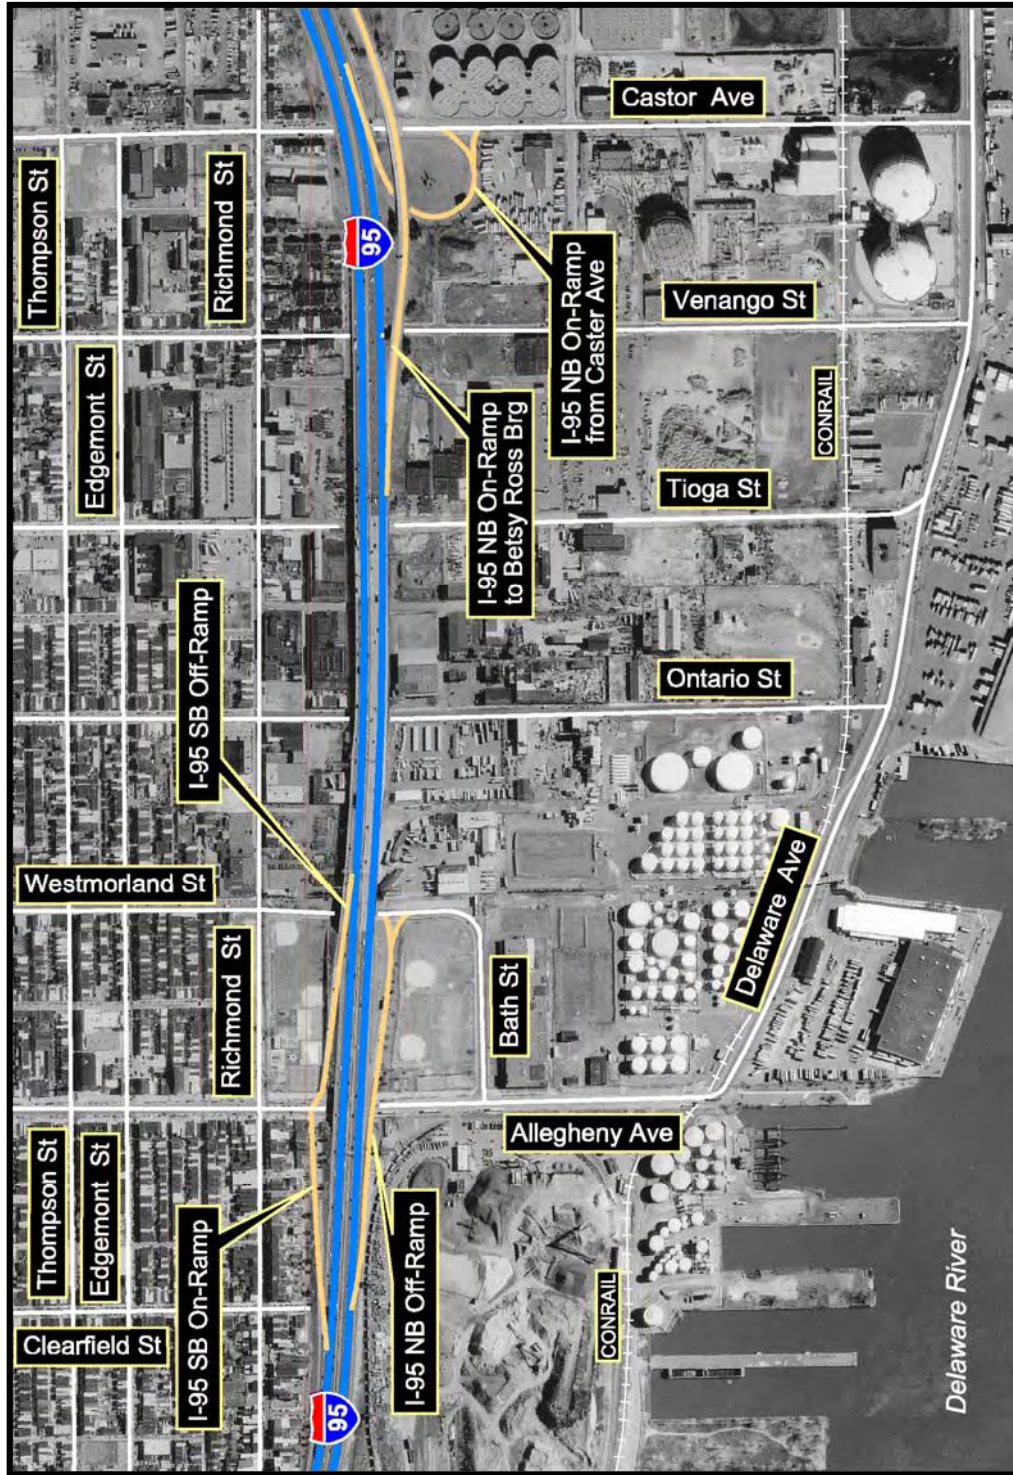 Castor Ave
Thompson St
Richmond St
95
I-95 NB On-Ramp
from Caster Ave
Venango St
Edgemont St
I-95 NB On-Ramp
to Betsy Ross Brg
CONRAIL
Tioga St
I-95 SB Off-Ramp
Ontario St
Westmorland St
Richmond St
Bath St
Delaware Ave
Allegheny Ave
Thompson St
Edgemont St
I-95 SB On-Ramp
I-95 NB Off-Ramp
CONRAIL
Clearfield St
95
Delaware River